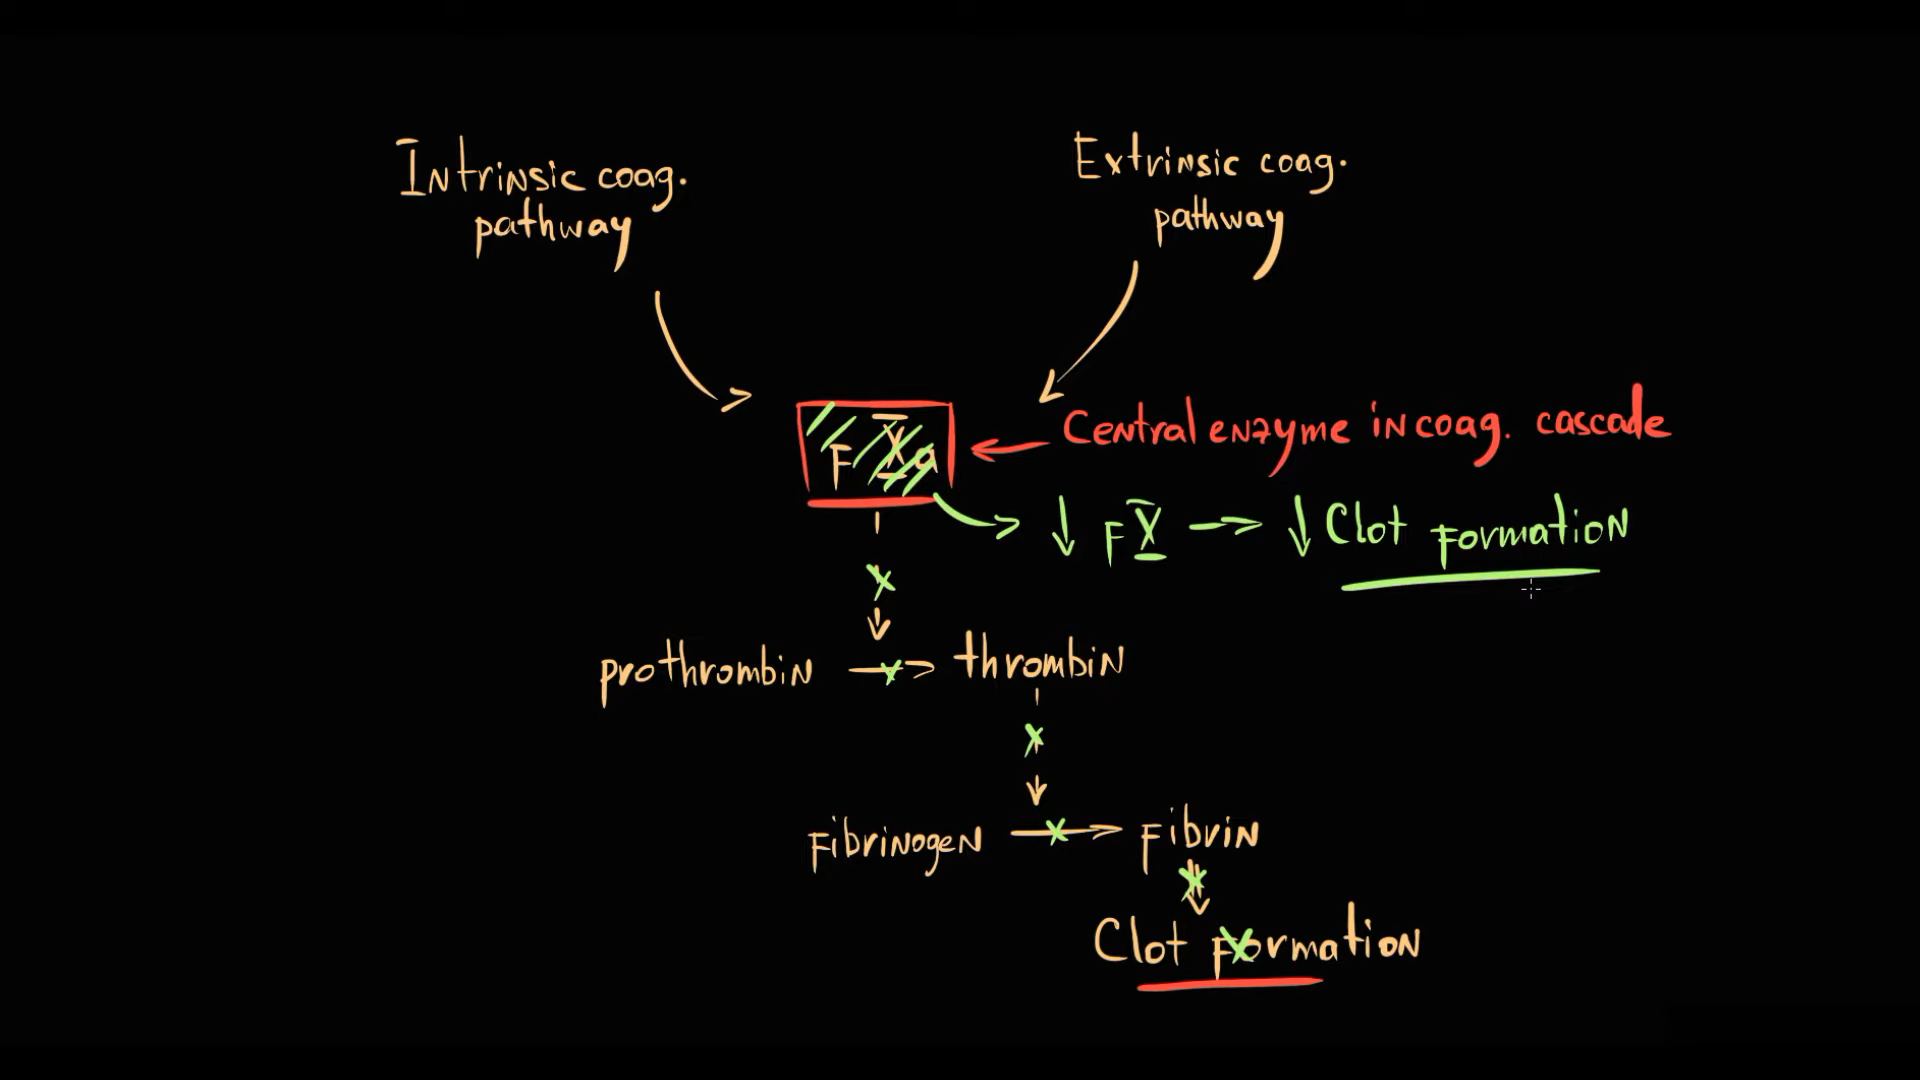 Intrinsic coag.
pathway
Extrinsic coag.
pathway
F Xa
Central enzyme in coag. cascade
↓ FX → ↓ Clot Formation
prothrombin → thrombin
Fibrinogen → Fibrin
Clot Formation